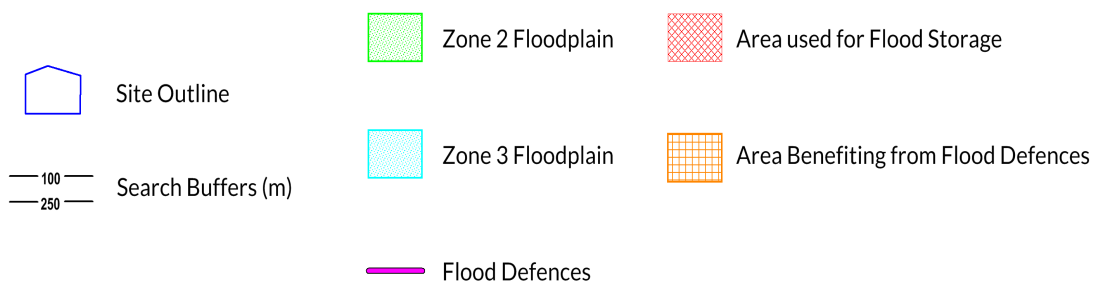 Site Outline
100
250
Search Buffers (m)
Zone 2 Floodplain
Zone 3 Floodplain
Flood Defences
Area used for Flood Storage
Area Benefiting from Flood Defences